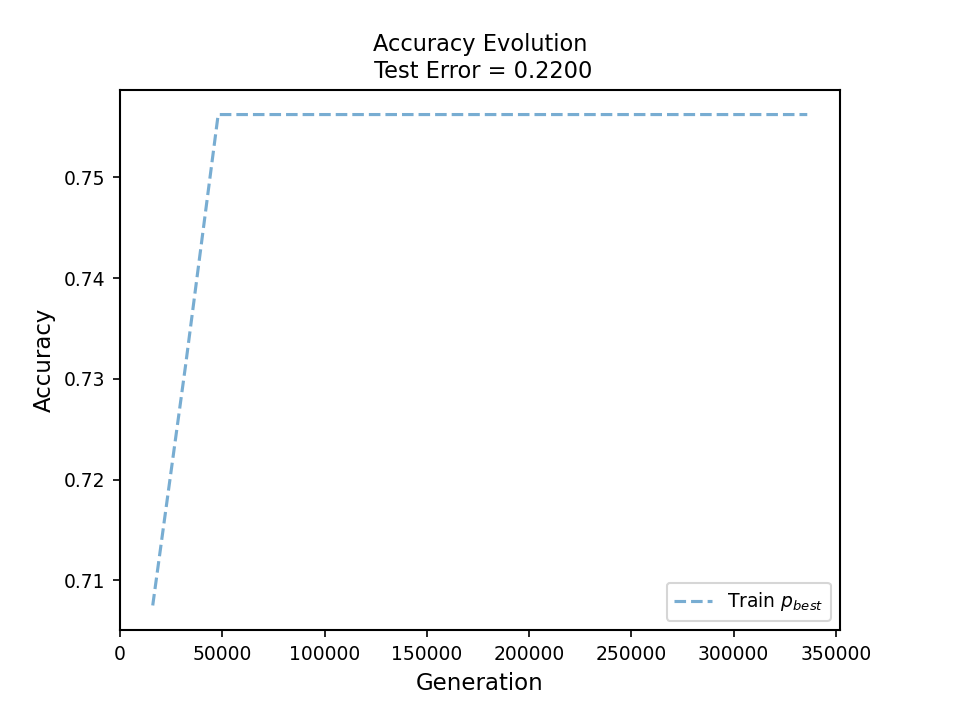 Accuracy Evolution
Test Error = 0.2200
Accuracy
0.75
0.74
0.73
0.72
0.71
Train p_best
0 50000 100000 150000 200000 250000 300000 350000
Generation